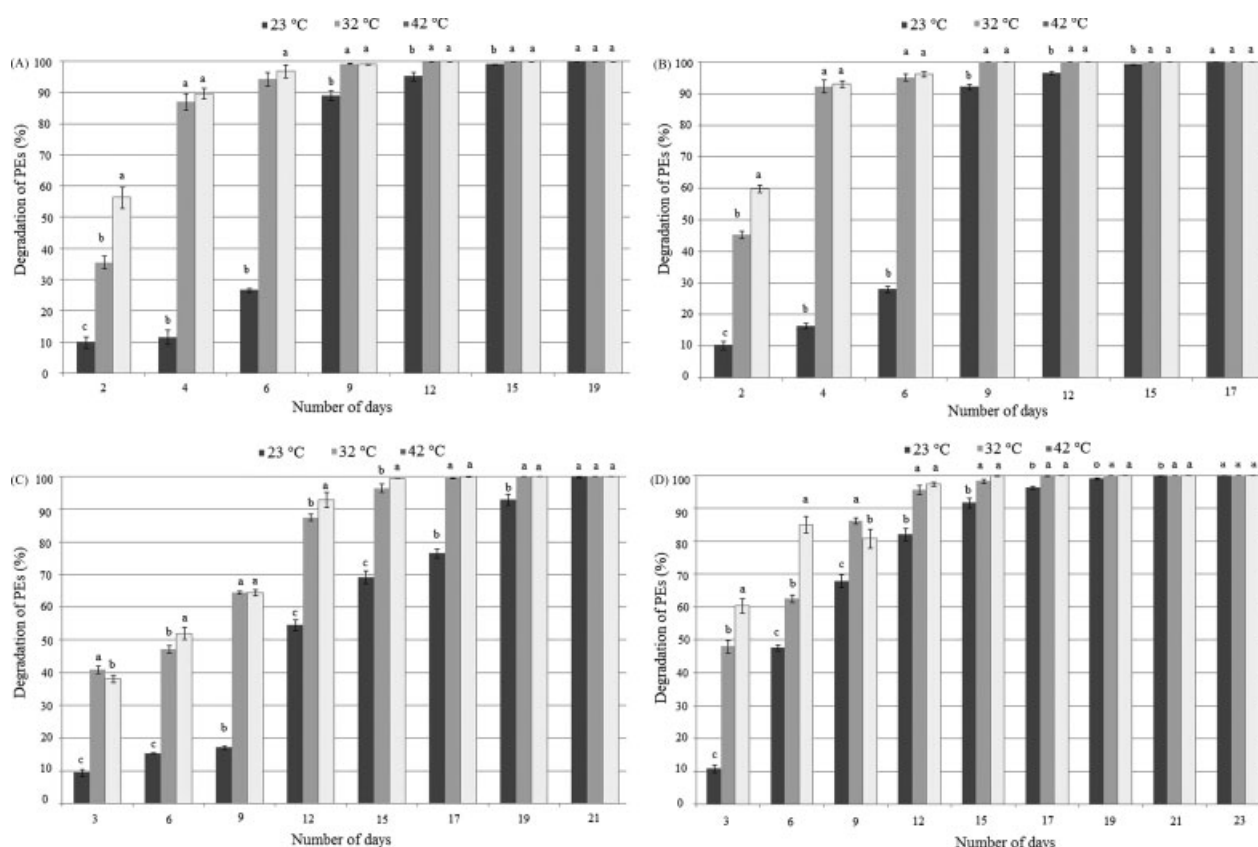 23 °C 32 °C 42 °C
(A)
a a a b a a b a a a a a
100
90 a a b
80
70
60 a
50
40 b
30 b
20
10 c b
0
Degradation of PEs (%)
2 4 6 9 12 15 19
Number of days
23 °C 32 °C 42 °C
(B)
a a a a b a a b a a a a a
100
90 a a b
80
70
60 a
50 b
40
30 b
20 b
10 c
0
Degradation of PEs (%)
2 4 6 9 12 15 17
Number of days
23 °C 32 °C 42 °C
(C)
b a a a a a a a a
100
90 b a b
80 b
70 a a c
60 c
50 b a
40 a b
30
20 c b
10 c
0
Degradation of PEs (%)
3 6 9 12 15 17 19 21
Number of days
23 °C 32 °C 42 °C
(D)
a a a a b a a b a a b a a a a a
100
90 a a b b
80 b
70 a b c
60
50 b c
40
30
20
10 c
0
Degradation of PEs (%)
3 6 9 12 15 17 19 21 23
Number of days